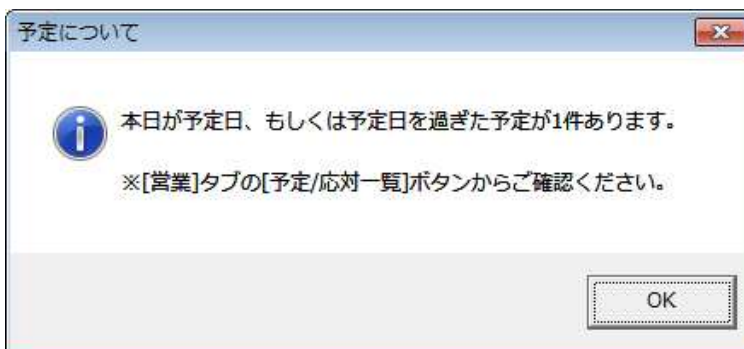 予定について
本日が予定日、もしくは予定日を過ぎた予定が1件あります。
※[営業]タブの[予定/応対一覧]ボタンからご確認ください。
OK